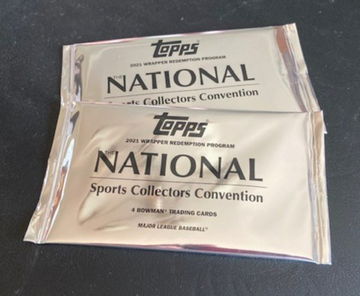 Topps
2021 WRAPPER REDEMPTION PROGRAM
THE
NATIONAL
Sports Collectors Convention
Topps
2021 WRAPPER REDEMPTION PROGRAM
THE
NATIONAL
Sports Collectors Convention
4 BOWMAN® TRADING CARDS
MAJOR LEAGUE BASEBALL®